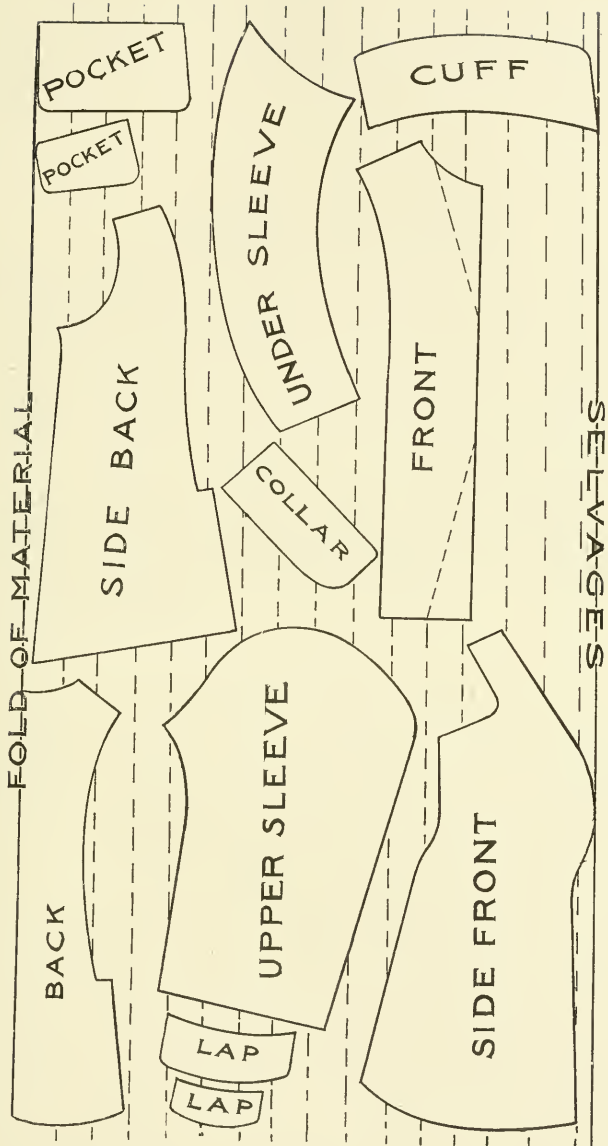 POCKET
CUFF
POCKET
UNDER SLEEVE
FRONT
SIDE BACK
FOLD OF MATERIAL
SELVAGES
COLLAR
UPPER SLEEVE
SIDE FRONT
BACK
LAP
LAP